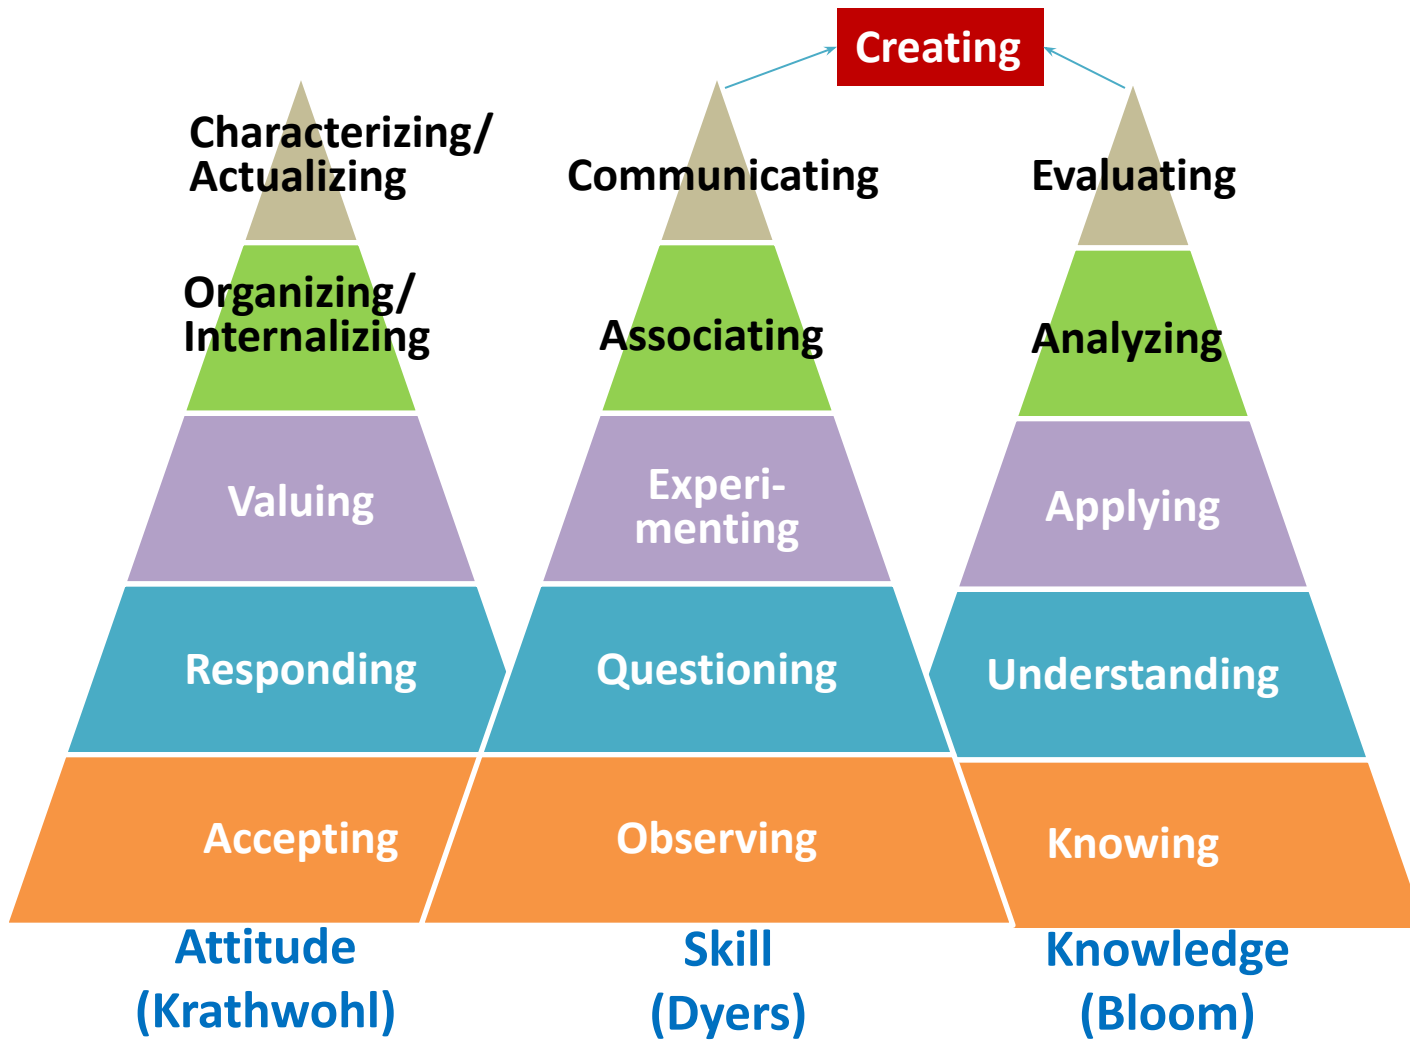 Creating
Characterizing/
Actualizing
Organizing/
Internalizing
Valuing
Responding
Accepting
Attitude
(Krathwohl)
Communicating
Associating
Experi-
menting
Questioning
Observing
Skill
(Dyers)
Evaluating
Analyzing
Applying
Understanding
Knowing
Knowledge
(Bloom)